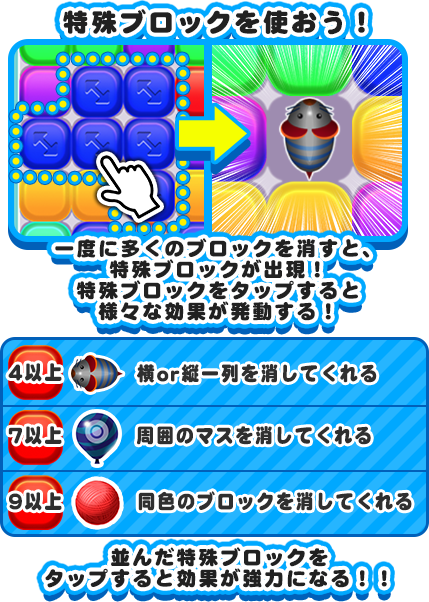 特殊ブロックを使おう！
一度に多くのブロックを消すと、
特殊ブロックが出現！
特殊ブロックをタップすると
様々な効果が発動する！
4以上 横or縦一列を消してくれる
7以上 周囲のマスを消してくれる
9以上 同色のブロックを消してくれる
並んだ特殊ブロックを
タップすると効果が強力になる！！